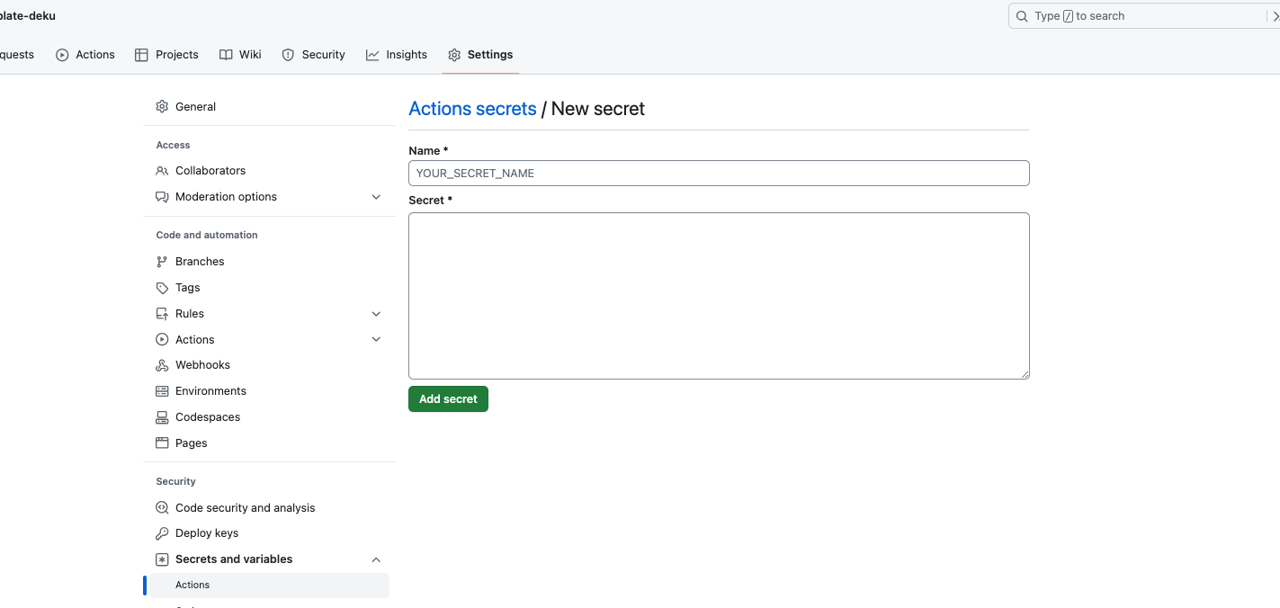 plate-deku
Type / to search
quests
Actions
Projects
Wiki
Security
Insights
Settings
General
Access
Collaborators
Moderation options
Code and automation
Branches
Tags
Rules
Actions
Webhooks
Environments
Codespaces
Pages
Security
Code security and analysis
Deploy keys
Secrets and variables
Actions
Actions secrets / New secret
Name *
YOUR_SECRET_NAME
Secret *
Add secret